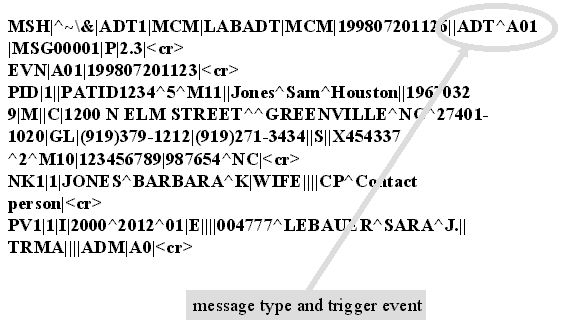 MSH|^~\&|ADT1|MCM|LABADT|MCM|199807201126||ADT^A01
|MSG00001|P|2.3|<cr>
EVN|A01|199807201123|<cr>
PID|1||PATID1234^5^M11||Jones^Sam^Houston||1961032
9|M||C|1200 N ELM STREET^^GREENVILLE^NC^27401-
1020|GL|(919)379-1212|(919)271-3434||S||X454337
^2^M10|123456789|987654^NC|<cr>
NK1|1|JONES^BARBARA^K|WIFE||||CP^Contact
person|<cr>
PV1|1|I|2000^2012^01|E||||004777^LEBAUER^SARA^J.||
TRMA||||ADM|A0|<cr>
message type and trigger event